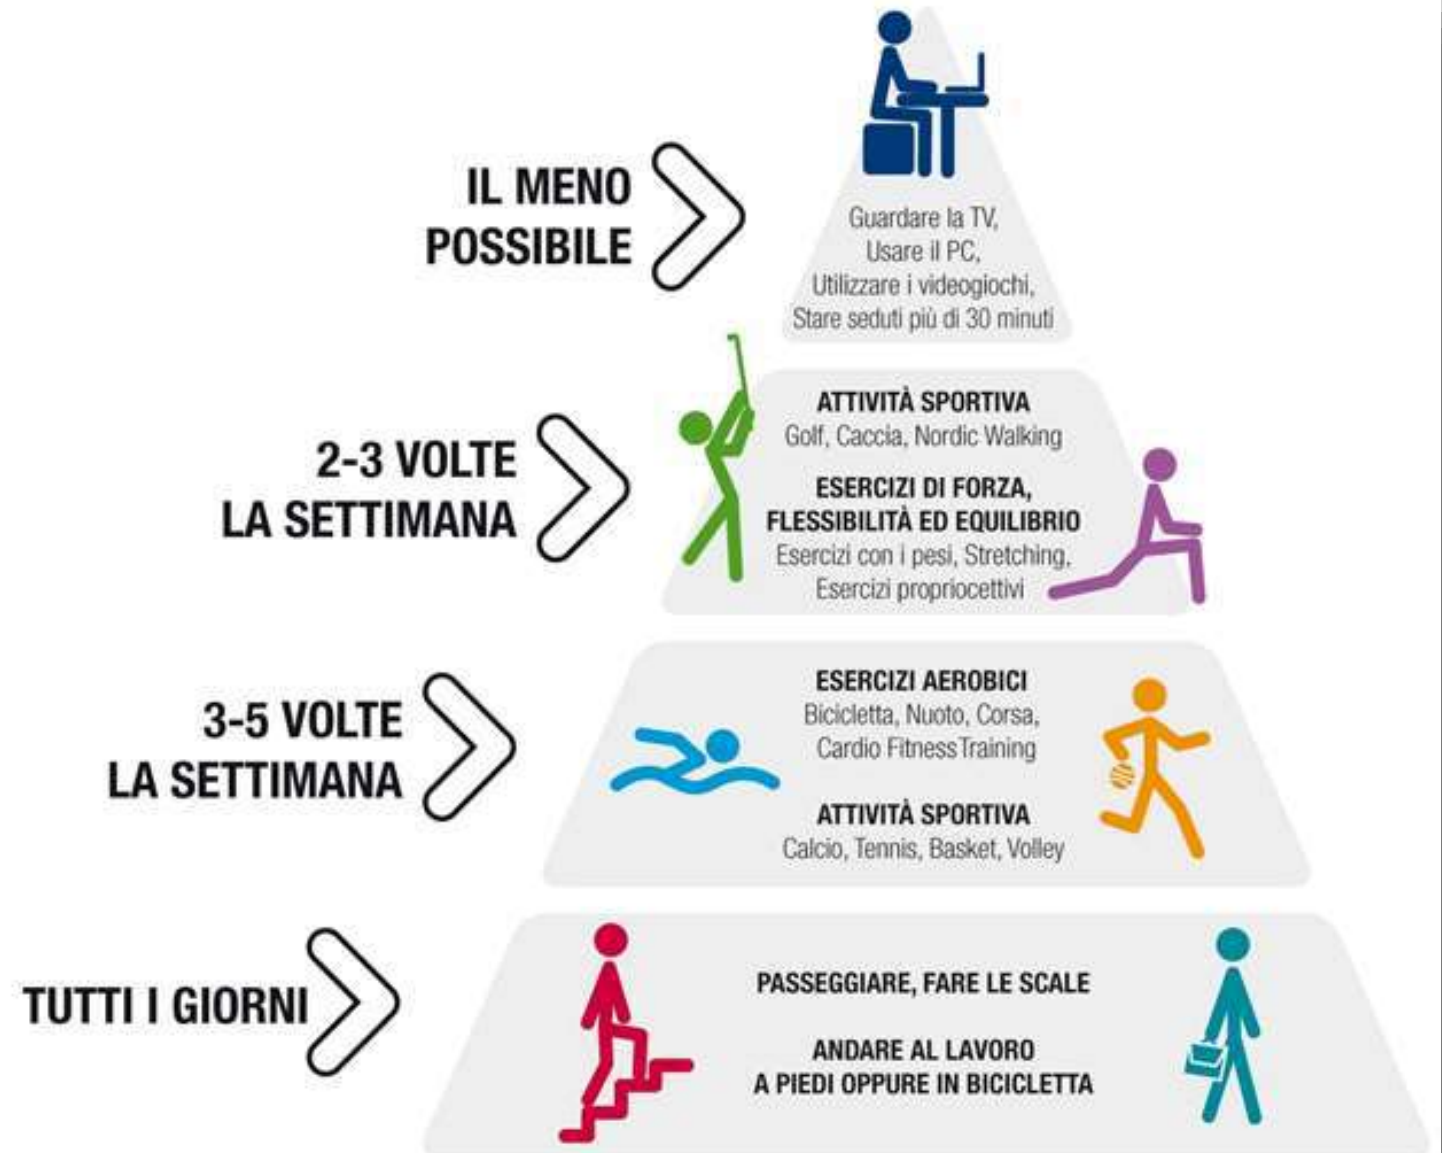 IL MENO
POSSIBILE
Guardare la TV,
Usare il PC,
Utilizzare i videogiochi,
Stare seduti più di 30 minuti
2-3 VOLTE
LA SETTIMANA
ATTIVITÀ SPORTIVA
Golf, Caccia, Nordic Walking
ESERCIZI DI FORZA,
FLESSIBILITÀ ED EQUILIBRIO
Esercizi con i pesi, Stretching,
Esercizi propriocettivi
3-5 VOLTE
LA SETTIMANA
ESERCIZI AEROBICI
Bicicletta, Nuoto, Corsa,
Cardio Fitness Training
ATTIVITÀ SPORTIVA
Calcio, Tennis, Basket, Volley
TUTTI I GIORNI
PASSEGGIARE, FARE LE SCALE
ANDARE AL LAVORO
A PIEDI OPPURE IN BICICLETTA